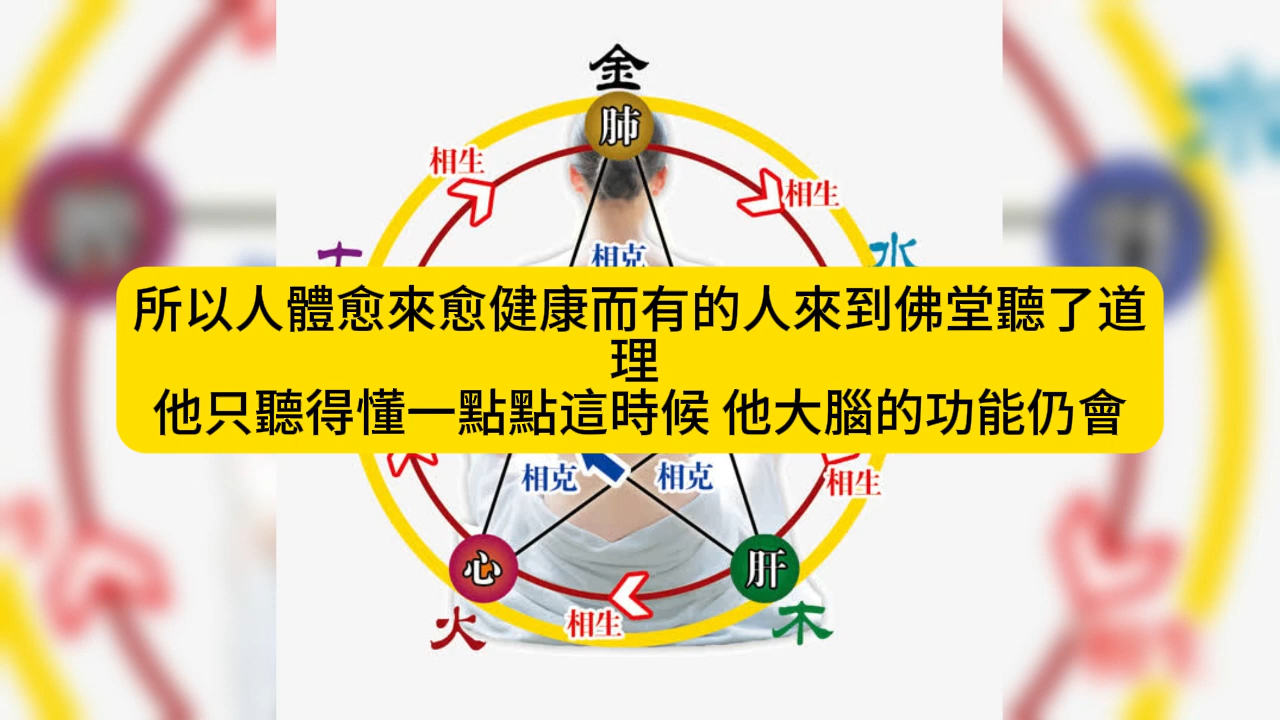 金
肺
相生
相生
相克
水
所以人體愈來愈健康而有的人來到佛堂聽了道
理
他只聽得懂一點點這時候 他大腦的功能仍會
相克
相克
相生
心
肝
火
相生
木